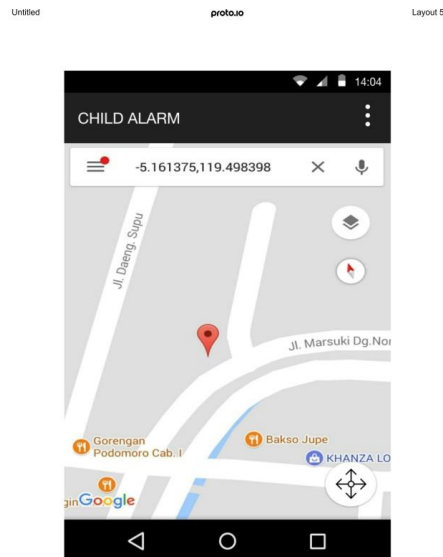 Untitled
proto.io
Layout 5
14:04
CHILD ALARM
-5.161375,119.498398
Jl. Daeng. Supu
Jl. Marsuki Dg.Nor
Gorengan
Podomoro Cab. I
Bakso Jupe
KHANZA LO
gin
Google